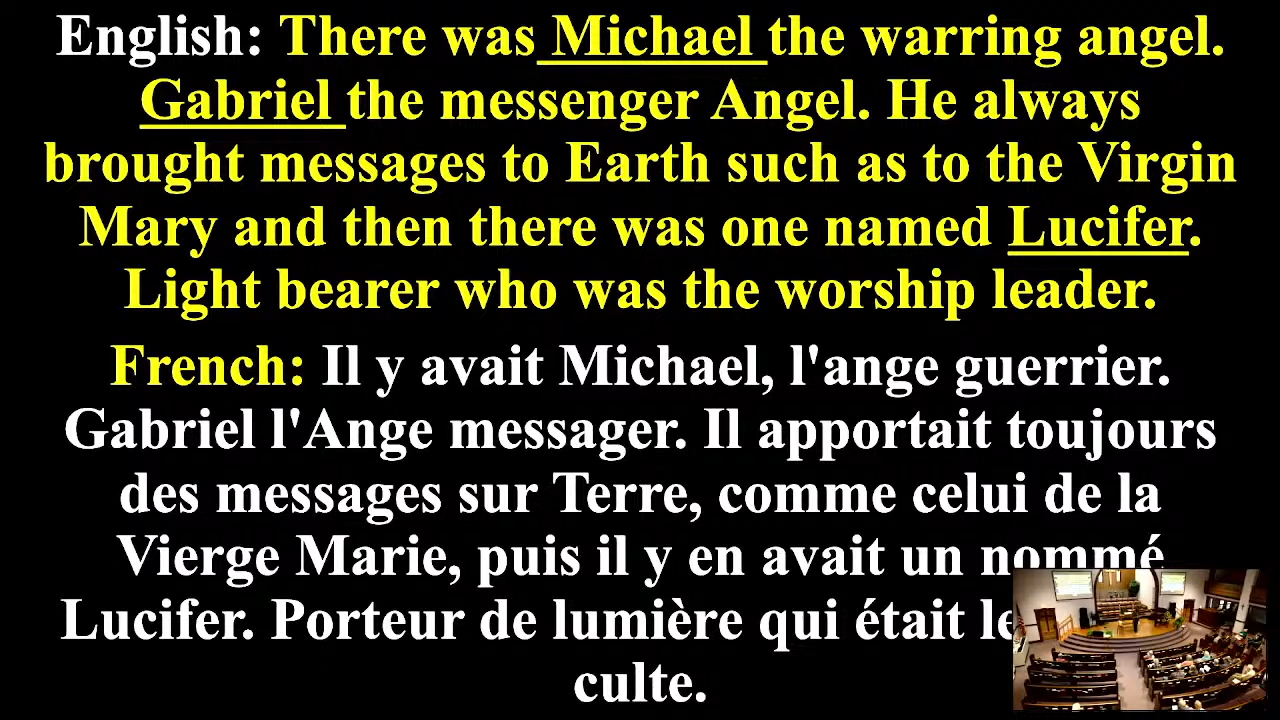 English: There was Michael the warring angel.
Gabriel the messenger Angel. He always
brought messages to Earth such as to the Virgin
Mary and then there was one named Lucifer.
Light bearer who was the worship leader.
French: Il y avait Michael, l'ange guerrier.
Gabriel l'Ange messager. Il apportait toujours
des messages sur Terre, comme celui de la
Vierge Marie, puis il y en avait un nommé
Lucifer. Porteur de lumière qui était le
culte.